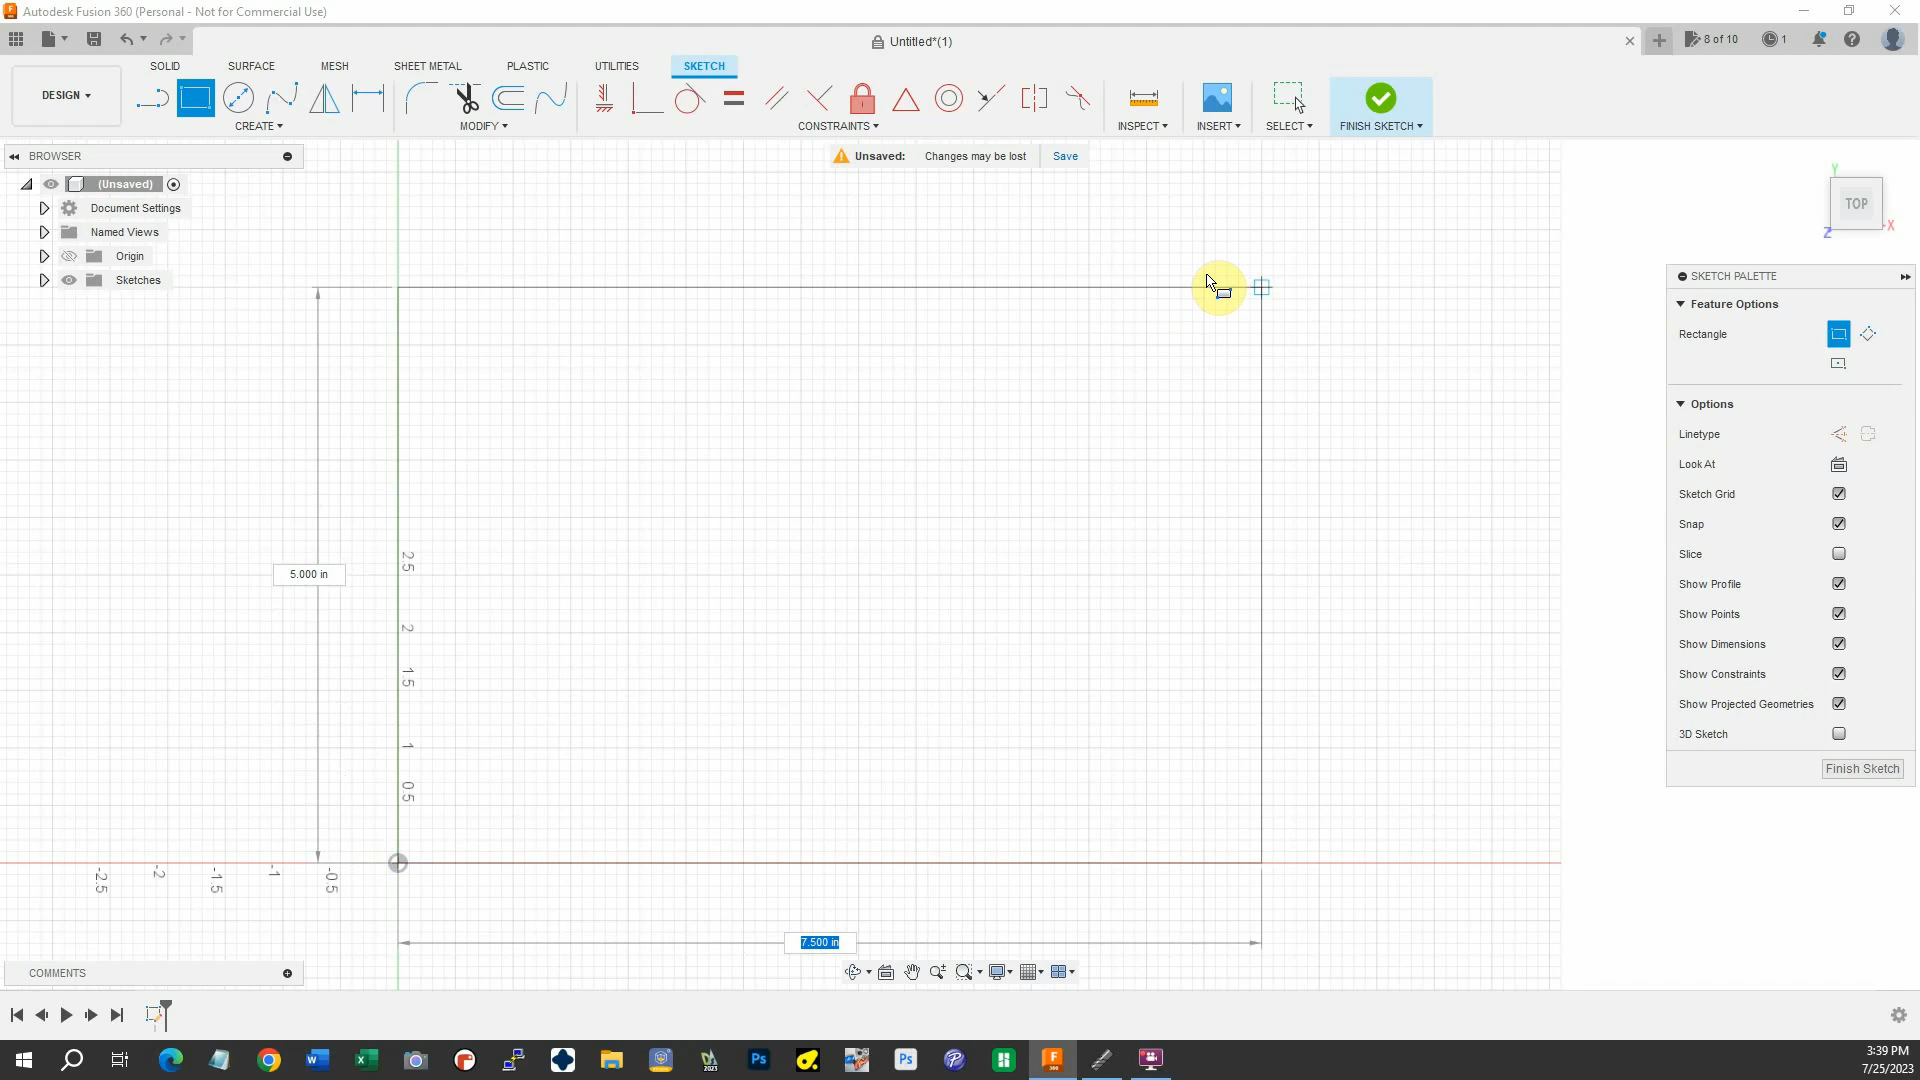 Autodesk Fusion 360 (Personal - Not for Commercial Use)
Untitled*(1)
8 of 10
1
SOLID
SURFACE
MESH
SHEET METAL
PLASTIC
UTILITIES
SKETCH
DESIGN
CREATE
MODIFY
CONSTRAINTS
INSPECT
INSERT
SELECT
FINISH SKETCH
BROWSER
Unsaved: Changes may be lost
Save
(Unsaved)
Document Settings
Named Views
Origin
Sketches
Y
TOP
X
Z
SKETCH PALETTE
Feature Options
Rectangle
Options
Linetype
Look At
Sketch Grid
Snap
Slice
Show Profile
Show Points
Show Dimensions
Show Constraints
Show Projected Geometries
3D Sketch
Finish Sketch
5.000 in
2.5
2
1.5
1
0.5
-2.5
-2
-1.5
-1
-0.5
7.500 in
COMMENTS
2023
Ps
Ps
F
360
3:39 PM
7/25/2023